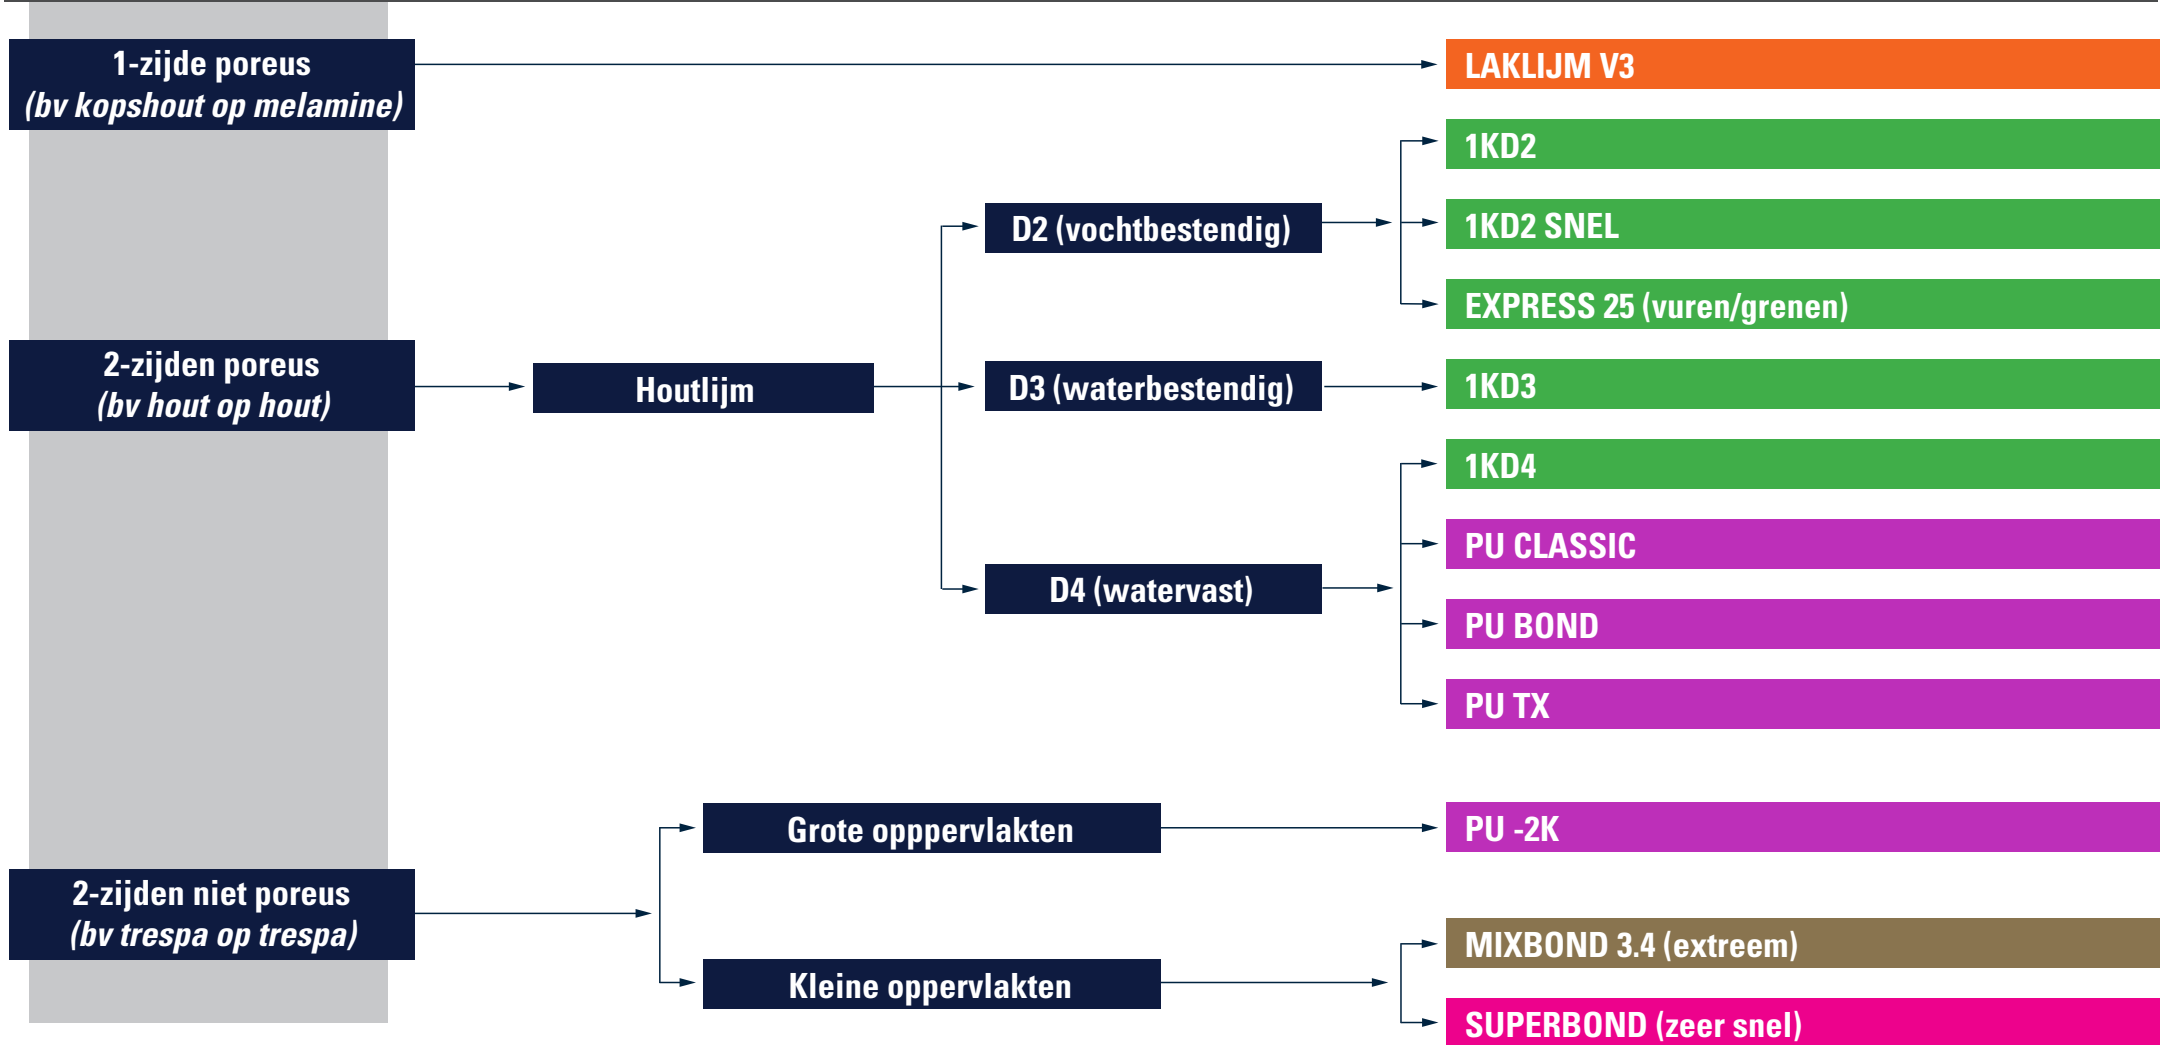 1-zijde poreus
(bv kopshout op melamine)
LAKLIJM V3
1KD2
D2 (vochtbestendig)
1KD2 SNEL
EXPRESS 25 (vuren/grenen)
2-zijden poreus
(bv hout op hout)
Houtlijm
D3 (waterbestendig)
1KD3
1KD4
PU CLASSIC
D4 (watervast)
PU BOND
PU TX
Grote opppervlakten
PU -2K
2-zijden niet poreus
(bv trespa op trespa)
MIXBOND 3.4 (extreem)
Kleine oppervlakten
SUPERBOND (zeer snel)